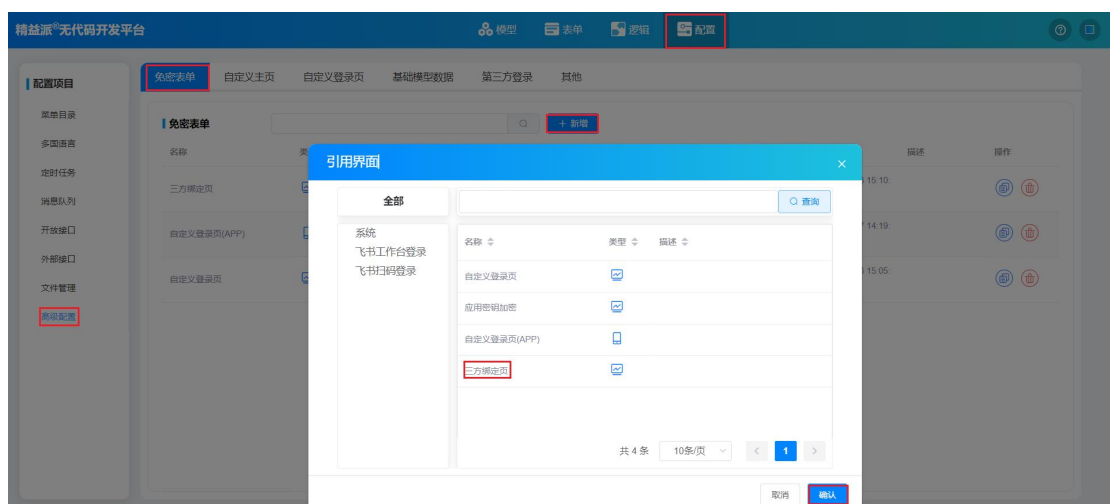 精益派®无代码开发平台
模型
表单
逻辑
配置
配置项目
菜单目录
多国语言
定时任务
消息队列
开放接口
外部接口
文件管理
高级配置
免密表单
自定义主页
自定义登录页
基础模型数据
第三方登录
其他
免密表单
+ 新增
名称
类
描述
操作
三方绑定页
15:10:
自定义登录页(APP)
14:19:
自定义登录页
15:05:
引用界面
全部
查询
系统
飞书工作台登录
飞书扫码登录
名称
类型
描述
自定义登录页
应用密钥加密
自定义登录页(APP)
三方绑定页
共 4 条
10条/页
1
取消
确认